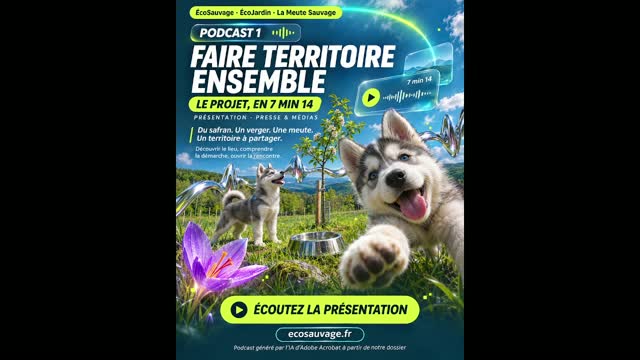 ÉcoSauvage - ÉcoJardin - La Meute Sauvage
PODCAST 1
FAIRE TERRITOIRE
ENSEMBLE
LE PROJET, EN 7 MIN 14
PRÉSENTATION - PRESSE & MÉDIAS
Du safran. Un verger. Une meute.
Un territoire à partager.
Découvrir le lieu, comprendre
la démarche, ouvrir la rencontre.
7 min 14
ÉCOUTEZ LA PRÉSENTATION
ecosauvage.fr
Podcast généré par l'IA d'Adobe Acrobat à partir de notre dossier